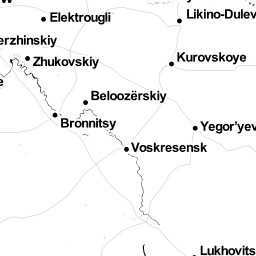 w
Elektrougli
Likino-Dulev
erzhinskiy
Zhukovskiy
Kurovskoye
e
Beloozërskiy
Bronnitsy
Yegor'yev
Voskresensk
Lukhovits